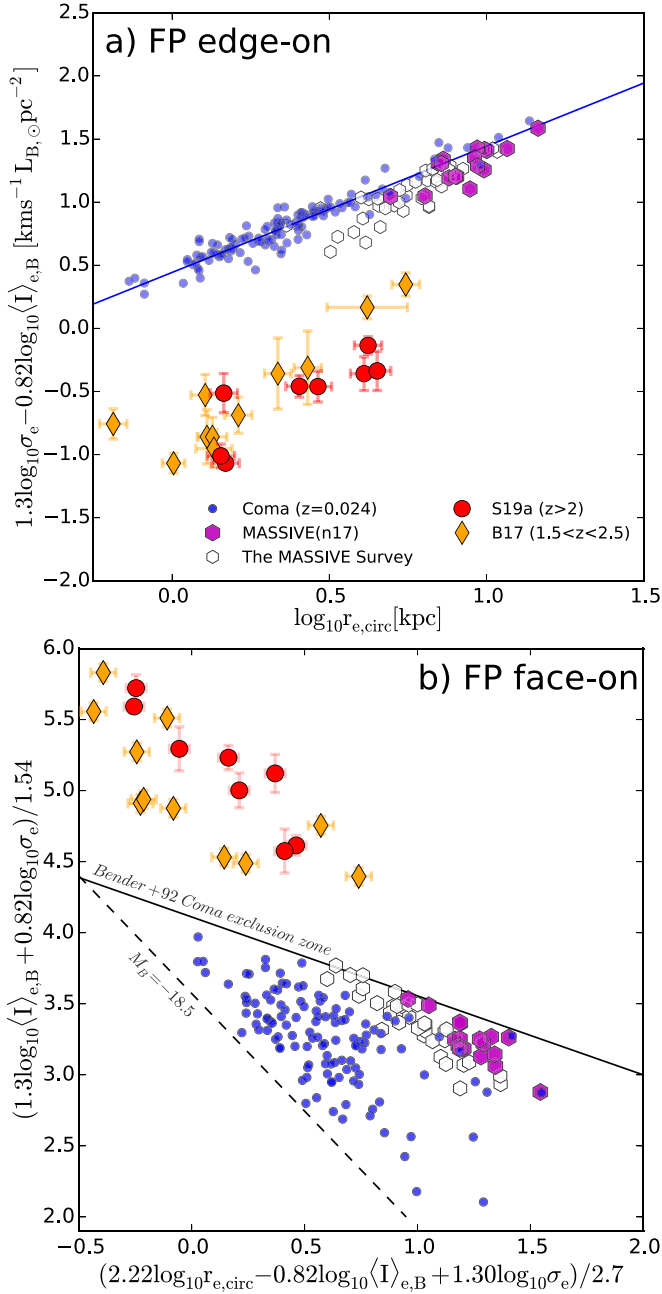 a) FP edge-on
2.5
2.0
1.5
1.0
0.5
0.0
−0.5
−1.0
−1.5
−2.0
1.3log₁₀σₑ−0.82log₁₀⟨I⟩ₑ,B [kms⁻¹L_B,⊙pc⁻²]
Coma (z=0.024)
MASSIVE(n17)
The MASSIVE Survey
S19a (z>2)
B17 (1.5<z<2.5)
0.0 0.5 1.0 1.5
log₁₀rₑ,circ[kpc]
b) FP face-on
6.0
5.5
5.0
4.5
4.0
3.5
3.0
2.5
2.0
(1.3log₁₀⟨I⟩ₑ,B+0.82log₁₀σₑ)/1.54
Bender+92 Coma exclusion zone
M_B=−18.5
−0.5 0.0 0.5 1.0 1.5 2.0
(2.22log₁₀rₑ,circ−0.82log₁₀⟨I⟩ₑ,B+1.30log₁₀σₑ)/2.7